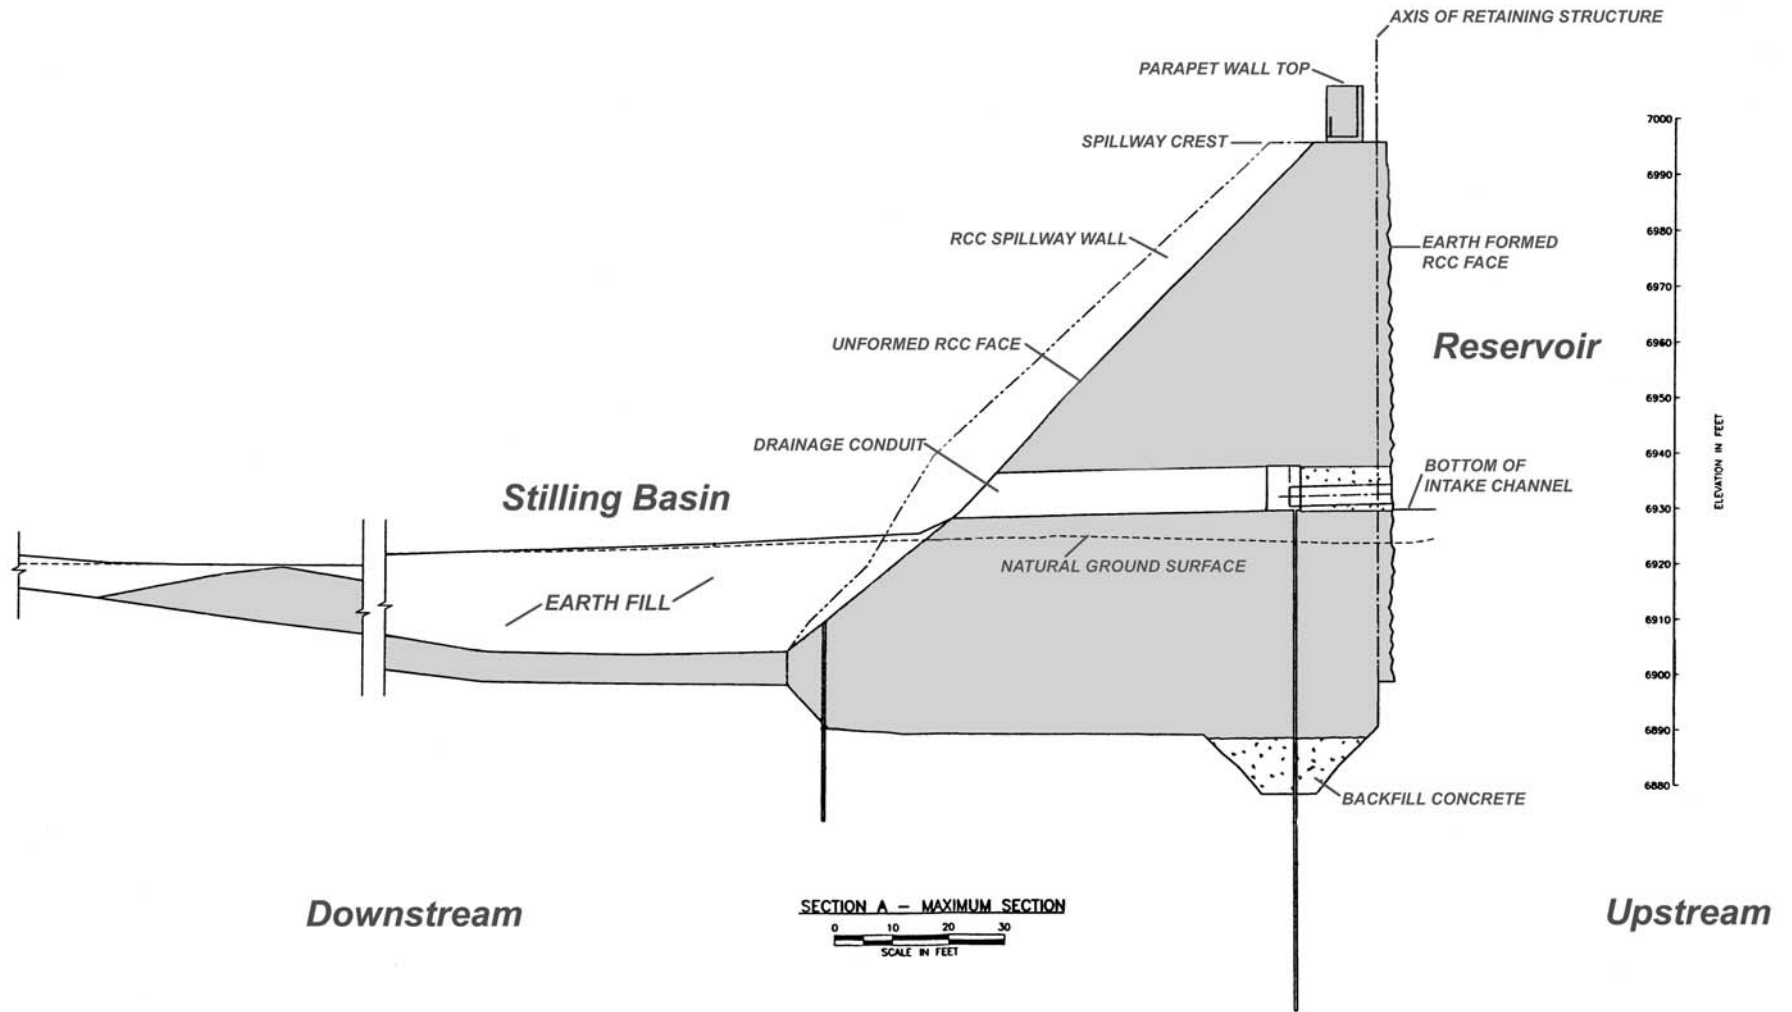 AXIS OF RETAINING STRUCTURE
PARAPET WALL TOP
7000
SPILLWAY CREST
6990
RCC SPILLWAY WALL
6980
EARTH FORMED
RCC FACE
6970
UNFORMED RCC FACE
Reservoir
6960
6950
DRAINAGE CONDUIT
6940
ELEVATION IN FEET
BOTTOM OF
INTAKE CHANNEL
Stilling Basin
6930
NATURAL GROUND SURFACE
6920
EARTH FILL
6910
6900
6890
6880
BACKFILL CONCRETE
Downstream
SECTION A - MAXIMUM SECTION
0 10 20 30
SCALE IN FEET
Upstream